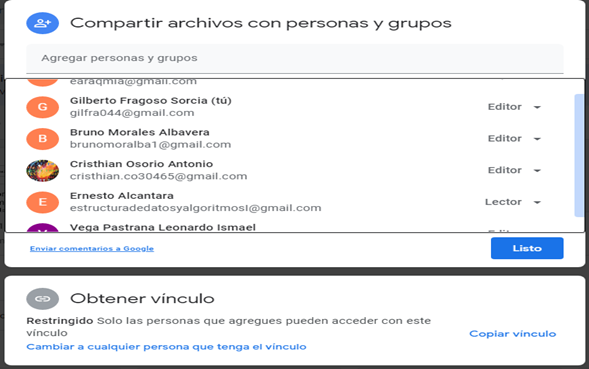 Compartir archivos con personas y grupos
Agregar personas y grupos
earaqmia@gmail.com
G
Gilberto Fragoso Sorcia (tú)
gilfra044@gmail.com
Editor
B
Bruno Morales Albavera
brunomoralba1@gmail.com
Editor
Cristhian Osorio Antonio
cristhian.co30465@gmail.com
Editor
E
Ernesto Alcantara
estructuradedatosyalgoritmosI@gmail.com
Lector
Vega Pastrana Leonardo Ismael
Enviar comentarios a Google
Listo
Obtener vínculo
Restringido Solo las personas que agregues pueden acceder con este
vínculo
Copiar vínculo
Cambiar a cualquier persona que tenga el vínculo